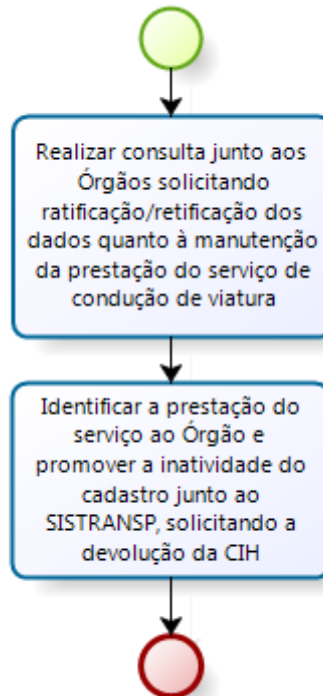 Realizar consulta junto aos
Órgãos solicitando
ratificação/retificação dos
dados quanto à manutenção
da prestação do serviço de
condução de viatura
Identificar a prestação do
serviço ao Órgão e
promover a inatividade do
cadastro junto ao
SISTRANSP, solicitando a
devolução da CIH